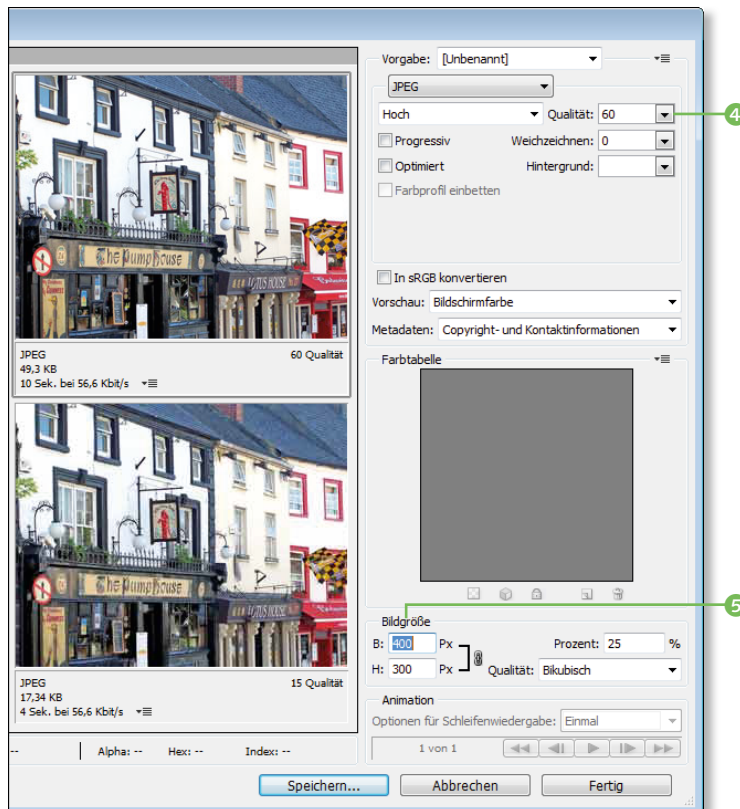 Vorgabe: [Unbenannt]
JPEG
Hoch Qualität: 60
4
Progressiv Weichzeichnen: 0
Optimiert Hintergrund:
Farbprofil einbetten
In sRGB konvertieren
Vorschau: Bildschirmfarbe
Metadaten: Copyright- und Kontaktinformationen
The Pumphouse
LOTUS HOUSE
JPEG 60 Qualität
49,3 KB
10 Sek. bei 56,6 Kbit/s
Farbtabelle
The Pumphouse
LOTUS HOUSE
JPEG 15 Qualität
17,34 KB
4 Sek. bei 56,6 Kbit/s
5
Bildgröße
B: 400 Px Prozent: 25 %
H: 300 Px Qualität: Bikubisch
Animation
Optionen für Schleifenwiedergabe: Einmal
1 von 1
-- Alpha: -- Hex: -- Index: --
Speichern... Abbrechen Fertig